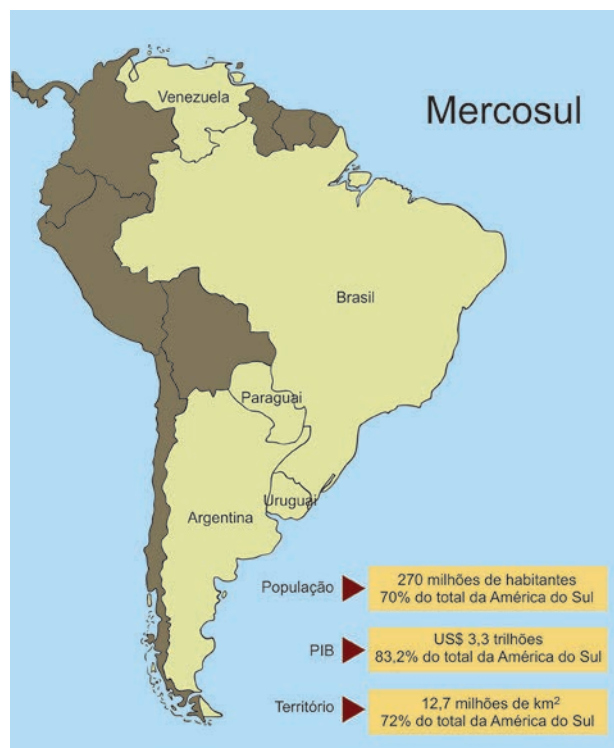 Mercosul
Venezuela
Brasil
Paraguai
Uruguai
Argentina
População
270 milhões de habitantes
70% do total da América do Sul
PIB
US$ 3,3 trilhões
83,2% do total da América do Sul
Território
12,7 milhões de km²
72% do total da América do Sul